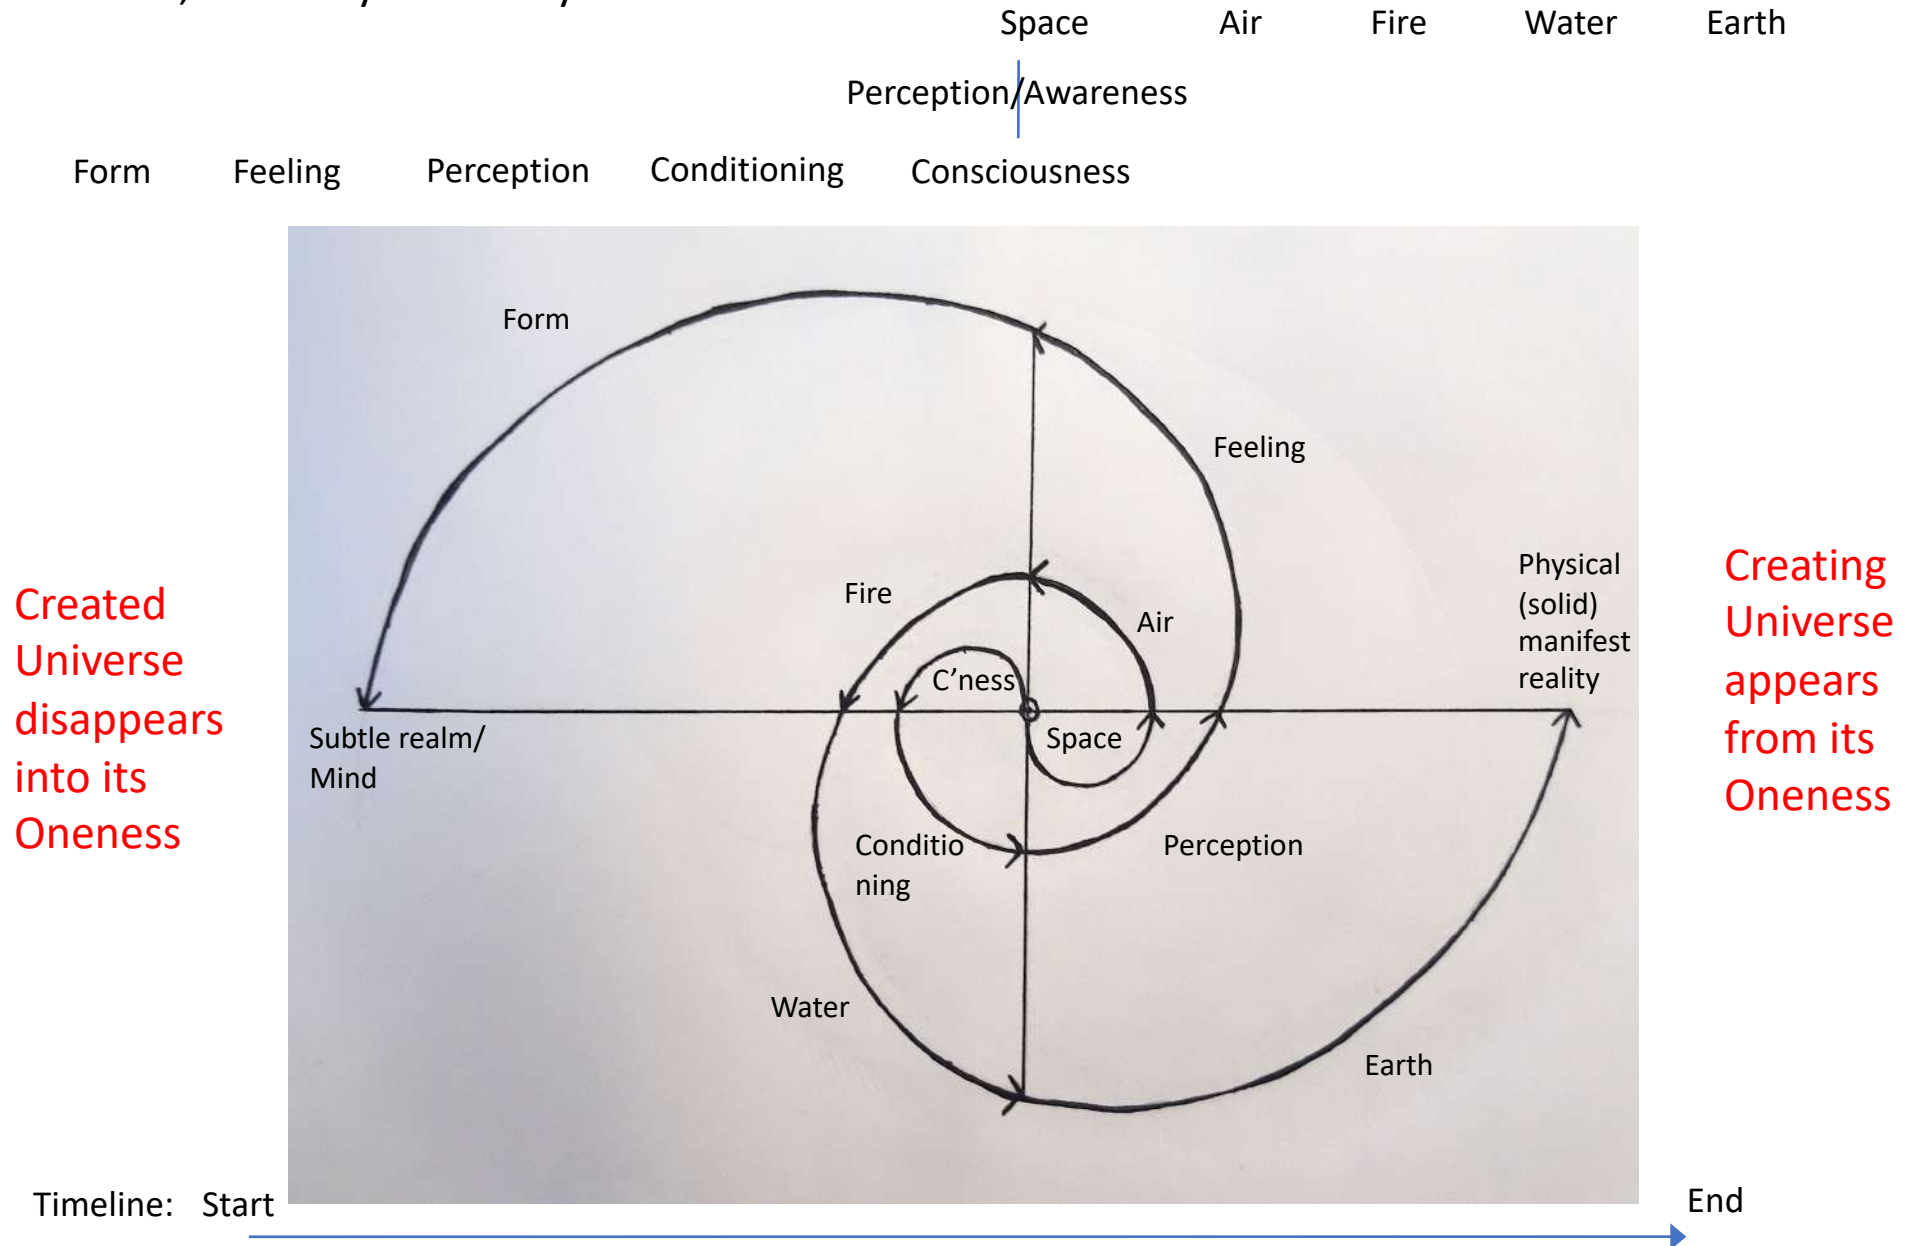 Space Air Fire Water Earth
Perception/Awareness
Form Feeling Perception Conditioning Consciousness
Form
Feeling
Physical
(solid)
manifest
reality
Creating
Universe
appears
from its
Oneness
Created
Universe
disappears
into its
Oneness
Fire
Air
C'ness
Subtle realm/
Mind
Space
Conditio
ning
Perception
Water
Earth
Timeline: Start
End